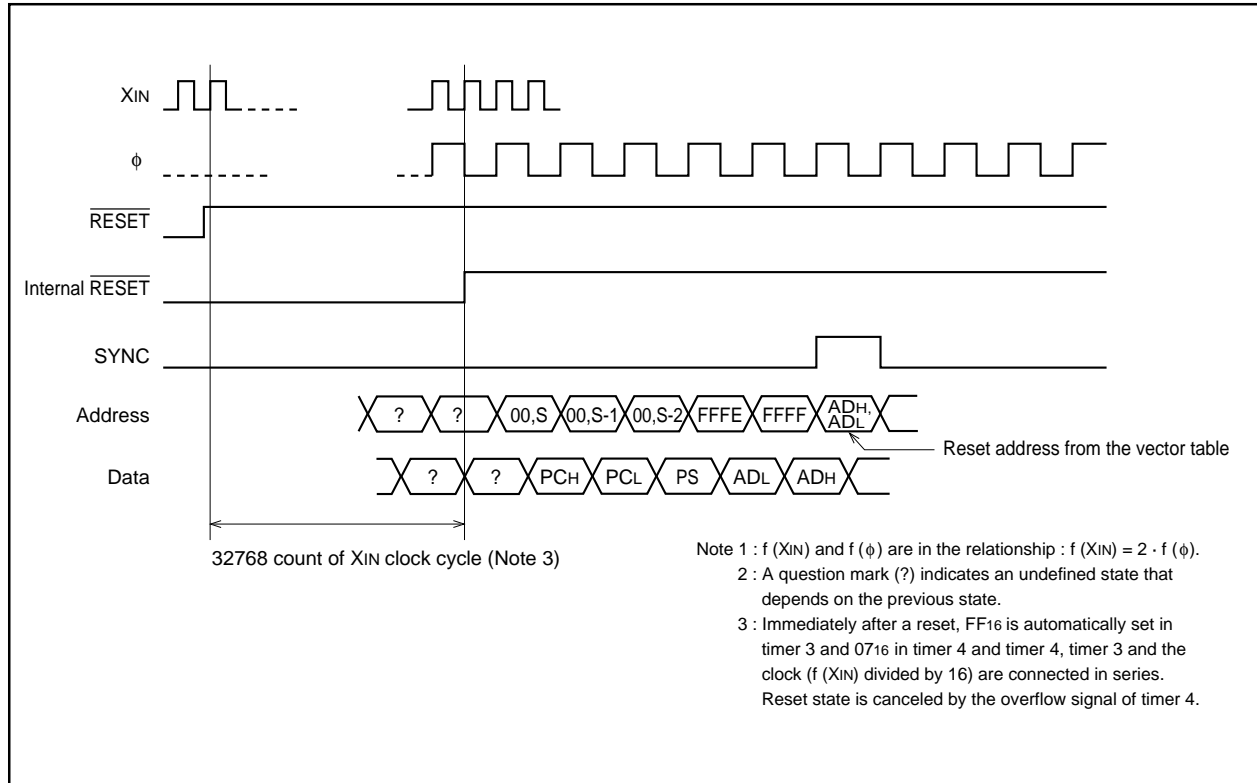 XIN
ϕ
RESET
Internal RESET
SYNC
Address
? ? 00,S 00,S-1 00,S-2 FFFE FFFF ADH, ADL
Reset address from the vector table
Data
? ? PCH PCL PS ADL ADH
32768 count of XIN clock cycle (Note 3)
Note 1 : f (XIN) and f (ϕ) are in the relationship : f (XIN) = 2 · f (ϕ).
2 : A question mark (?) indicates an undefined state that
depends on the previous state.
3 : Immediately after a reset, FF16 is automatically set in
timer 3 and 0716 in timer 4 and timer 4, timer 3 and the
clock (f (XIN) divided by 16) are connected in series.
Reset state is canceled by the overflow signal of timer 4.